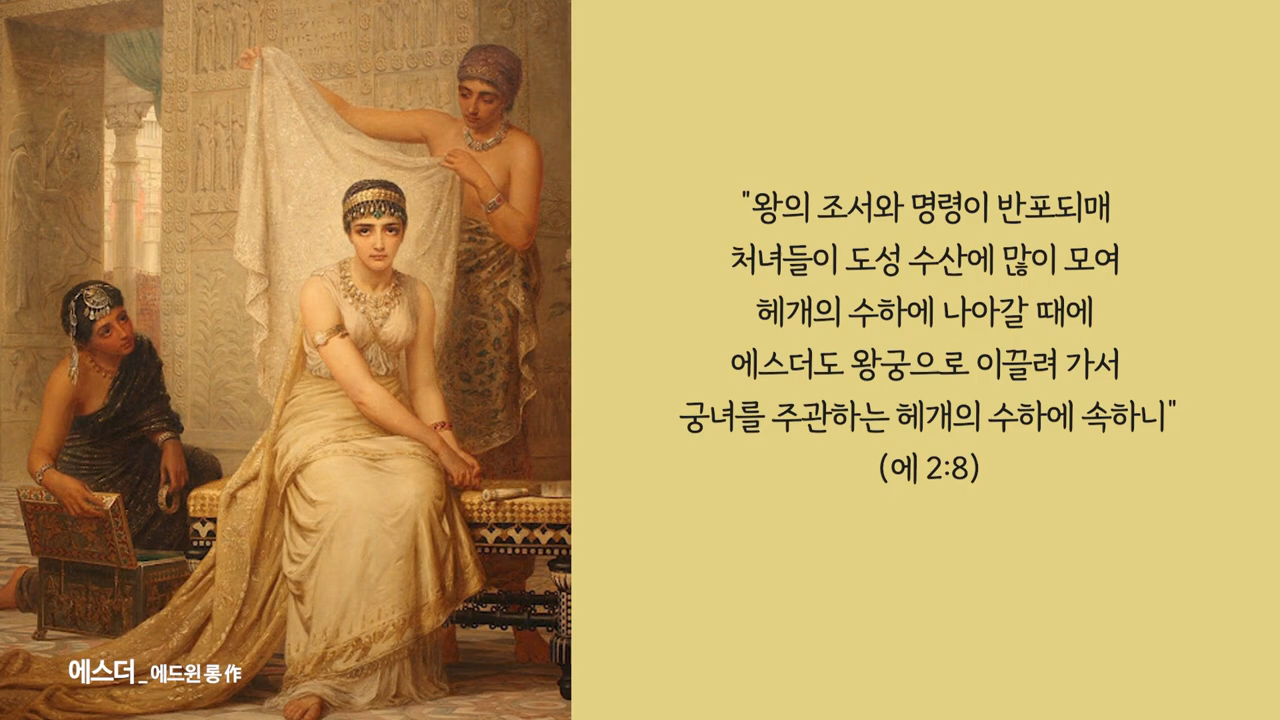 "왕의 조서와 명령이 반포되매
처녀들이 도성 수산에 많이 모여
헤개의 수하에 나아갈 때에
에스더도 왕궁으로 이끌려 가서
궁녀를 주관하는 헤개의 수하에 속하니"
(에 2:8)
에스더_에드윈 롱 作